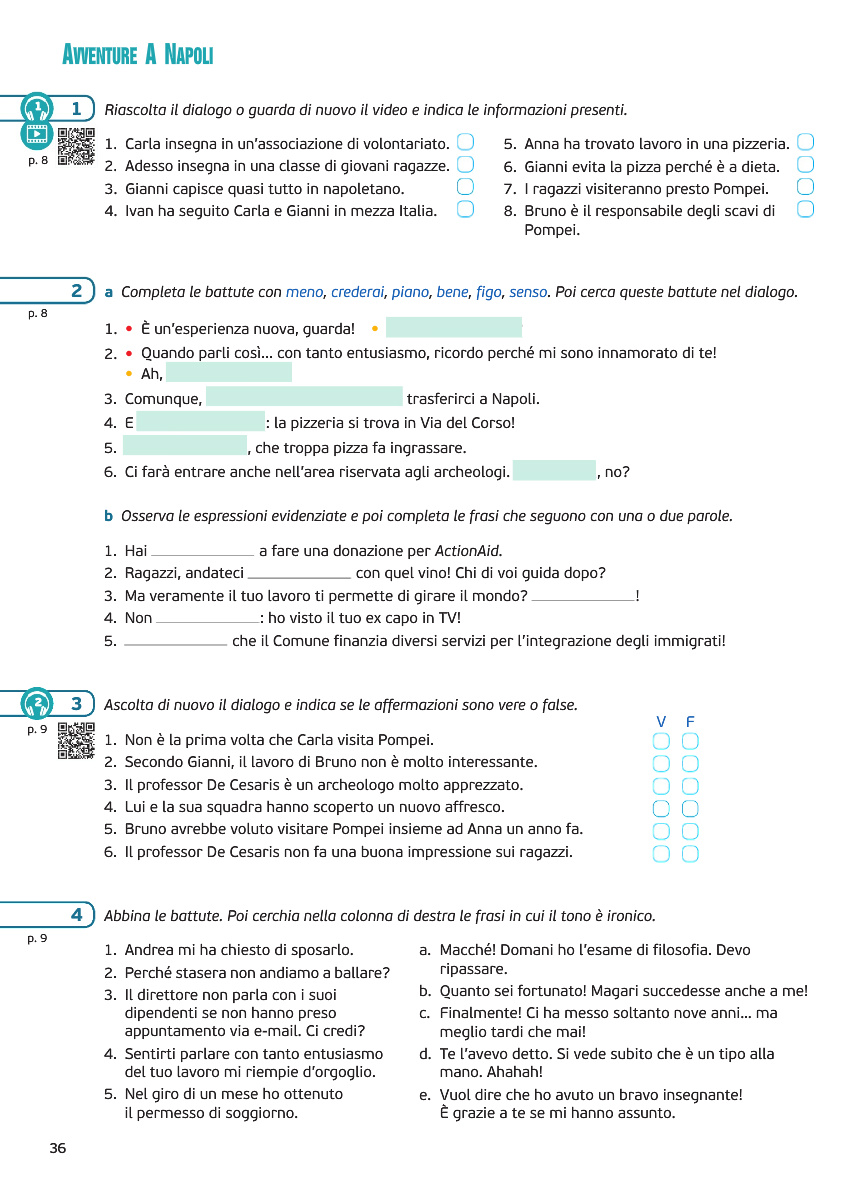 AVVENTURE A NAPOLI
1
1
Riascolta il dialogo o guarda di nuovo il video e indica le informazioni presenti.
p. 8
1. Carla insegna in un'associazione di volontariato.
2. Adesso insegna in una classe di giovani ragazze.
3. Gianni capisce quasi tutto in napoletano.
4. Ivan ha seguito Carla e Gianni in mezza Italia.
5. Anna ha trovato lavoro in una pizzeria.
6. Gianni evita la pizza perché è a dieta.
7. I ragazzi visiteranno presto Pompei.
8. Bruno è il responsabile degli scavi di
Pompei.
2
p. 8
a Completa le battute con meno, crederai, piano, bene, figo, senso. Poi cerca queste battute nel dialogo.
1. • È un'esperienza nuova, guarda! •
2. • Quando parli così... con tanto entusiasmo, ricordo perché mi sono innamorato di te!
• Ah,
3. Comunque, trasferirci a Napoli.
4. E : la pizzeria si trova in Via del Corso!
5. , che troppa pizza fa ingrassare.
6. Ci farà entrare anche nell'area riservata agli archeologi. , no?
b Osserva le espressioni evidenziate e poi completa le frasi che seguono con una o due parole.
1. Hai ____________ a fare una donazione per ActionAid.
2. Ragazzi, andateci ____________ con quel vino! Chi di voi guida dopo?
3. Ma veramente il tuo lavoro ti permette di girare il mondo? ____________!
4. Non ____________: ho visto il tuo ex capo in TV!
5. ____________ che il Comune finanzia diversi servizi per l'integrazione degli immigrati!
2
3
Ascolta di nuovo il dialogo e indica se le affermazioni sono vere o false.
p. 9
V F
1. Non è la prima volta che Carla visita Pompei.
2. Secondo Gianni, il lavoro di Bruno non è molto interessante.
3. Il professor De Cesaris è un archeologo molto apprezzato.
4. Lui e la sua squadra hanno scoperto un nuovo affresco.
5. Bruno avrebbe voluto visitare Pompei insieme ad Anna un anno fa.
6. Il professor De Cesaris non fa una buona impressione sui ragazzi.
4
p. 9
Abbina le battute. Poi cerchia nella colonna di destra le frasi in cui il tono è ironico.
1. Andrea mi ha chiesto di sposarlo.
2. Perché stasera non andiamo a ballare?
3. Il direttore non parla con i suoi
dipendenti se non hanno preso
appuntamento via e-mail. Ci credi?
4. Sentirti parlare con tanto entusiasmo
del tuo lavoro mi riempie d'orgoglio.
5. Nel giro di un mese ho ottenuto
il permesso di soggiorno.
a. Macché! Domani ho l'esame di filosofia. Devo
ripassare.
b. Quanto sei fortunato! Magari succedesse anche a me!
c. Finalmente! Ci ha messo soltanto nove anni... ma
meglio tardi che mai!
d. Te l'avevo detto. Si vede subito che è un tipo alla
mano. Ahahah!
e. Vuol dire che ho avuto un bravo insegnante!
È grazie a te se mi hanno assunto.
36